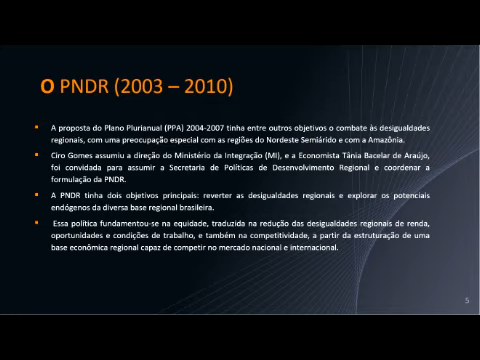 O PNDR (2003 – 2010)
A proposta do Plano Plurianual (PPA) 2004-2007 tinha entre outros objetivos o combate às desigualdades
regionais, com uma preocupação especial com as regiões do Nordeste Semiárido e com a Amazônia.
Ciro Gomes assumiu a direção do Ministério da Integração (MI), e a Economista Tânia Bacelar de Araújo,
foi convidada para assumir a Secretaria de Políticas de Desenvolvimento Regional e coordenar a
formulação da PNDR.
A PNDR tinha dois objetivos principais: reverter as desigualdades regionais e explorar os potenciais
endógenos da diversa base regional brasileira.
Essa política fundamentou-se na equidade, traduzida na redução das desigualdades regionais de renda,
oportunidades e condições de trabalho, e também na competitividade, a partir da estruturação de uma
base econômica regional capaz de competir no mercado nacional e internacional.
5